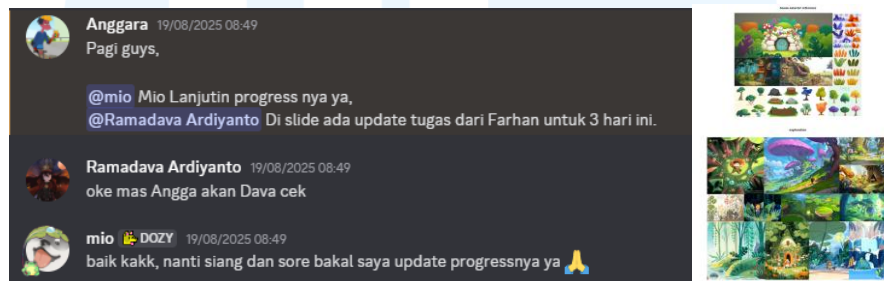 Anggara 19/08/2025 08:49
Pagi guys,
@mio Mio Lanjutin progress nya ya,
@Ramadava Ardiyanto Di slide ada update tugas dari Farhan untuk 3 hari ini.
Ramadava Ardiyanto 19/08/2025 08:49
oke mas Angga akan Dava cek
mio DOZY 19/08/2025 08:49
baik kakk, nanti siang dan sore bakal saya update progressnya ya 🙏